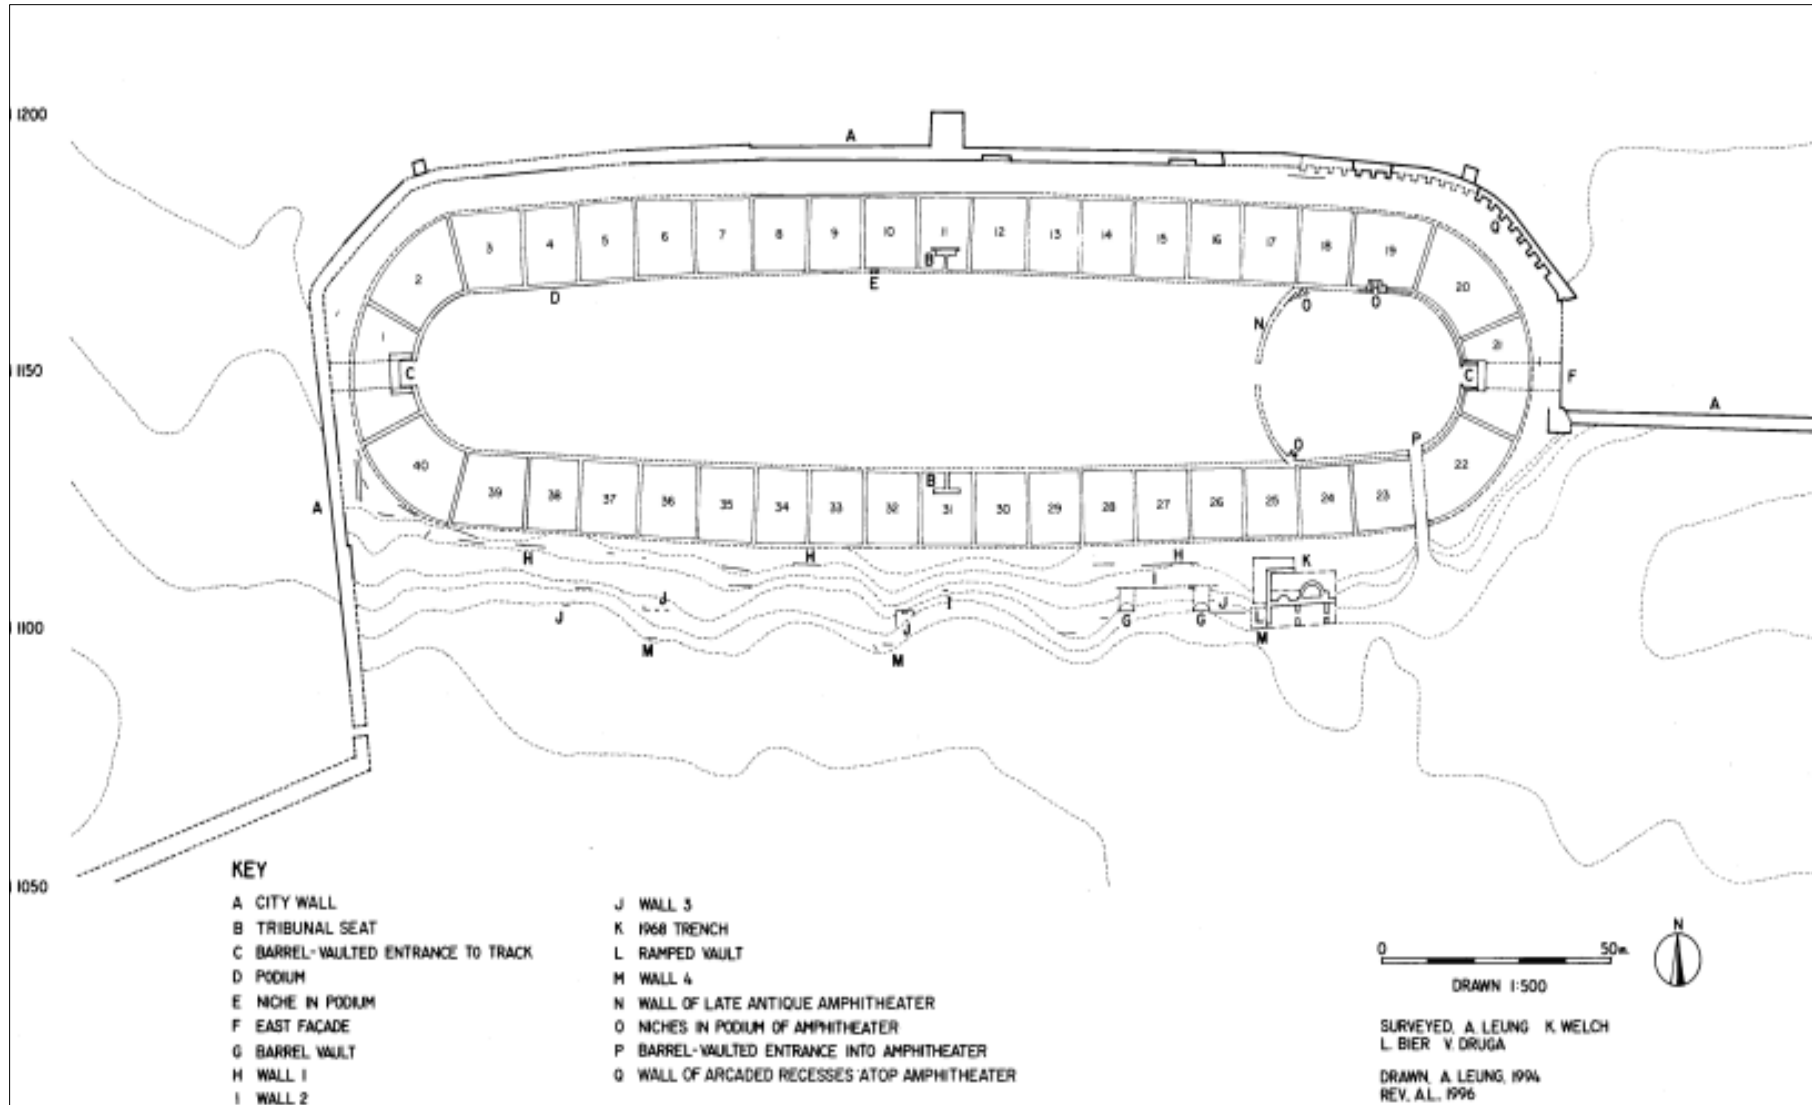 1200
A
11
3 4 5 6 7 8 9 10 12 13 14 15 16 17 18 19
2 B 20
D E O O
N
1 21
1150
C C F
A
P
O
40 22
39 38 37 36 35 34 33 32 B 31 30 29 28 27 26 25 24 23
A
H H H K
I
J J I J
J J G G L
1100
M M M
Q
1050
KEY
A CITY WALL
B TRIBUNAL SEAT
C BARREL-VAULTED ENTRANCE TO TRACK
D PODIUM
E NICHE IN PODIUM
F EAST FAÇADE
G BARREL VAULT
H WALL 1
I WALL 2
J WALL 3
K 1968 TRENCH
L RAMPED VAULT
M WALL 4
N WALL OF LATE ANTIQUE AMPHITHEATER
O NICHES IN PODIUM OF AMPHITHEATER
P BARREL-VAULTED ENTRANCE INTO AMPHITHEATER
Q WALL OF ARCADED RECESSES ATOP AMPHITHEATER
N
0 50m.
DRAWN 1:500
SURVEYED, A. LEUNG K. WELCH
L. BIER V. DRUGA
DRAWN, A. LEUNG, 1994
REV. A.L., 1996